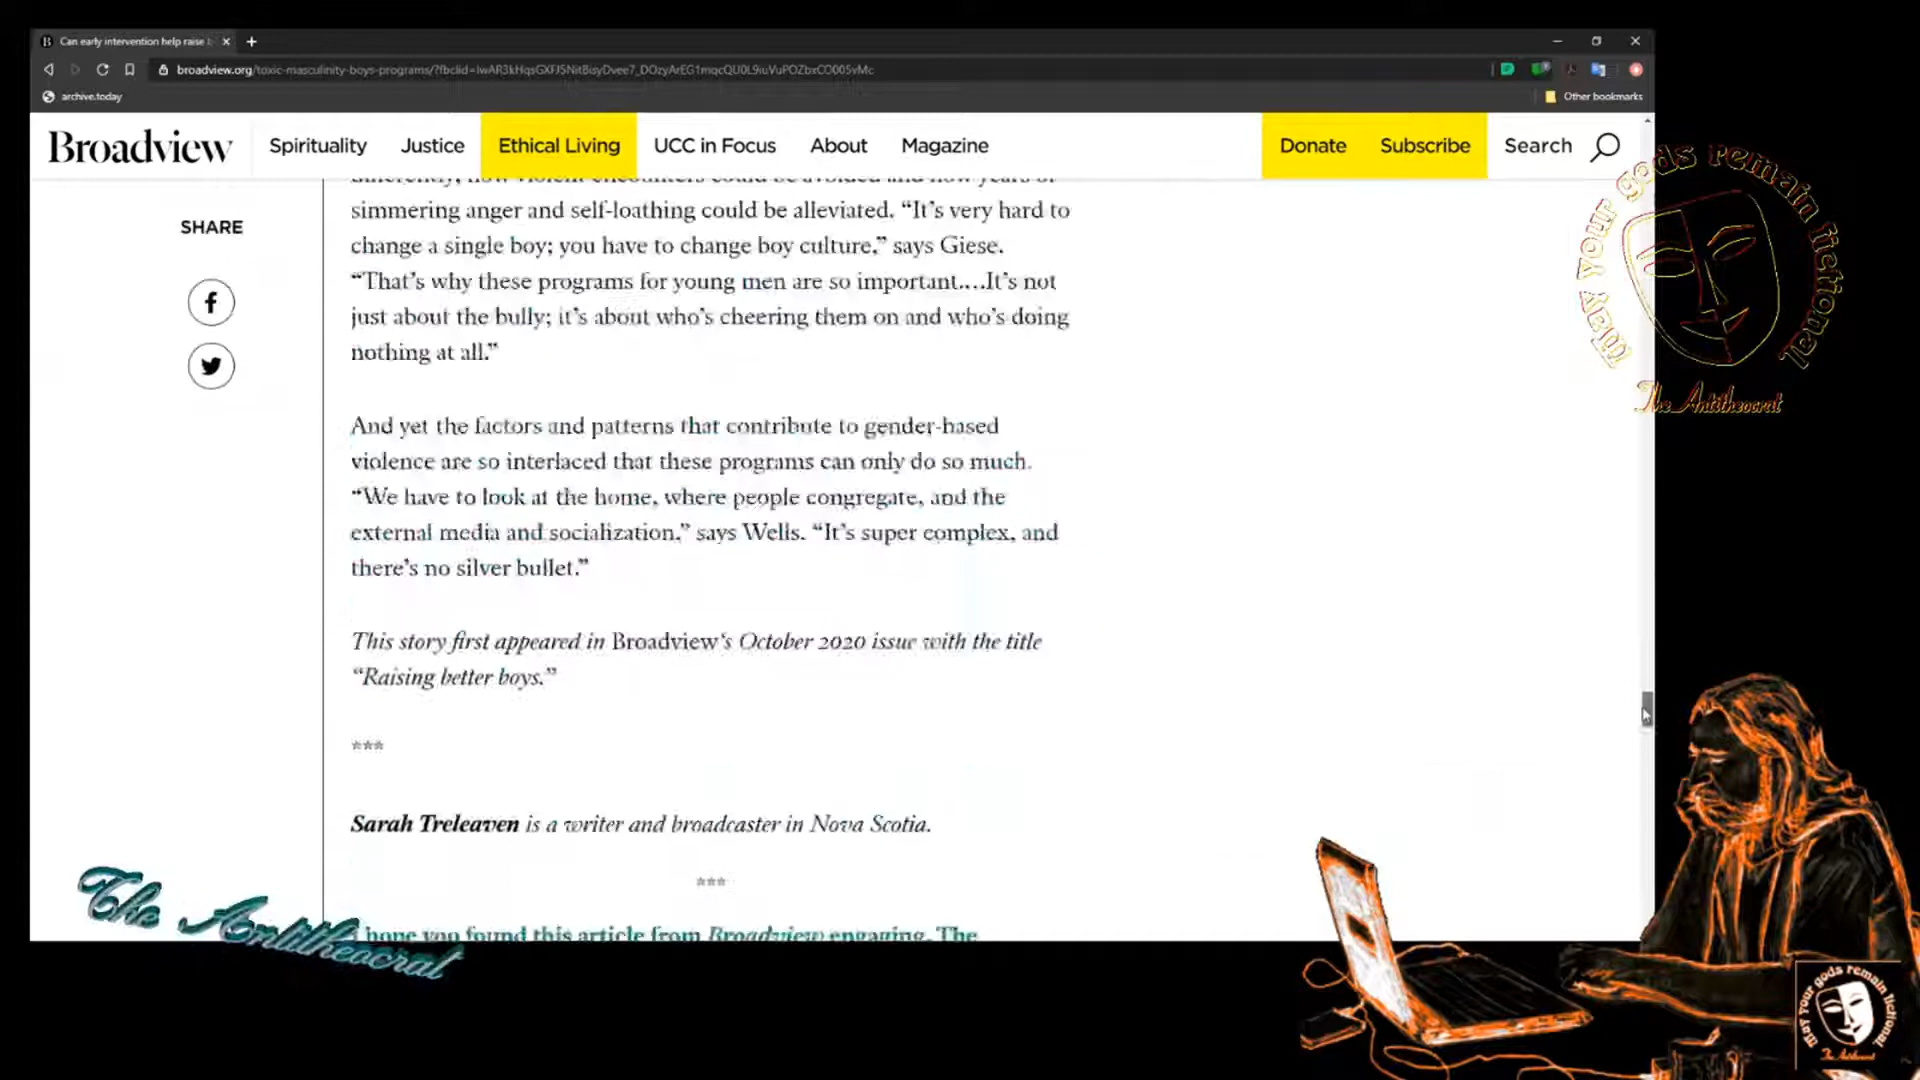 Can early intervention help raise
broadview.org/toxic-masculinity-boys-programs/?fbclid=
archive.today
Other bookmarks
Broadview
Spirituality
Justice
Ethical Living
UCC in Focus
About
Magazine
Donate
Subscribe
Search
SHARE
simmering anger and self-loathing could be alleviated. “It’s very hard to
change a single boy; you have to change boy culture,” says Giese.
“That’s why these programs for young men are so important.…It’s not
just about the bully; it’s about who’s cheering them on and who’s doing
nothing at all.”
And yet the factors and patterns that contribute to gender-based
violence are so interlaced that these programs can only do so much.
“We have to look at the home, where people congregate, and the
external media and socialization,” says Wells. “It’s super complex, and
there’s no silver bullet.”
This story first appeared in Broadview‘s October 2020 issue with the title
“Raising better boys.”
***
Sarah Treleaven is a writer and broadcaster in Nova Scotia.
***
hope you found this article from Broadview engaging. The
May your gods remain fictional
The Antitheocrat
The Antitheocrat
May your gods remain fictional
The Antitheocrat